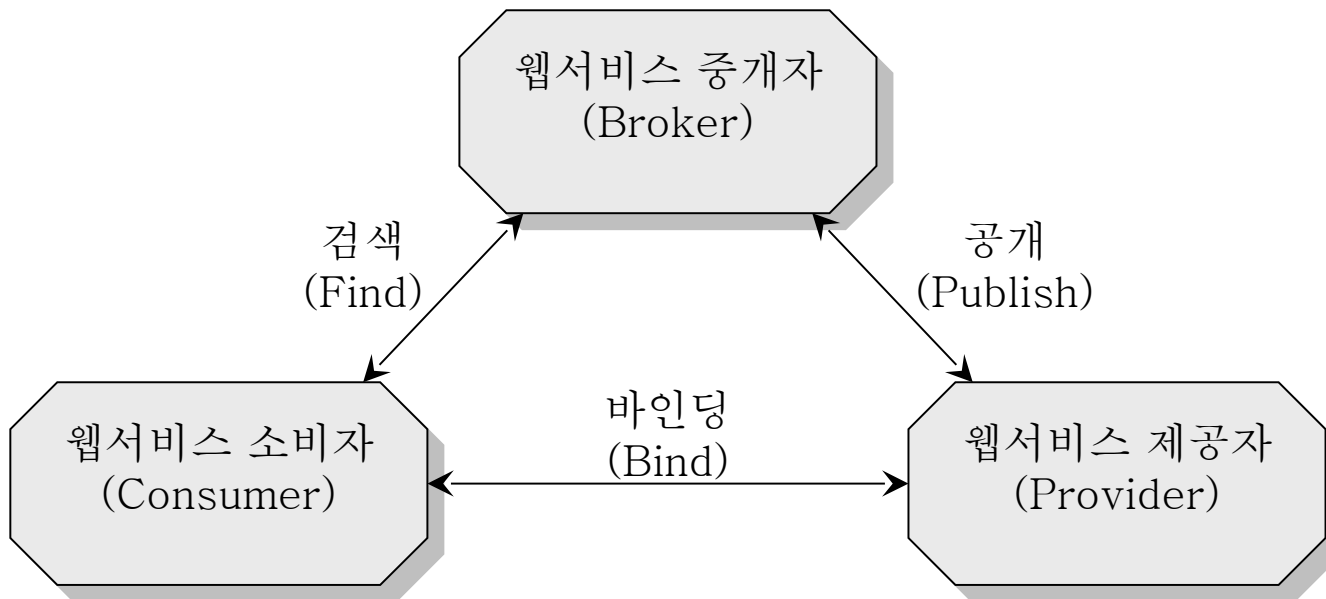 웹서비스 중개자
(Broker)
검색
(Find)
공개
(Publish)
바인딩
(Bind)
웹서비스 소비자
(Consumer)
웹서비스 제공자
(Provider)